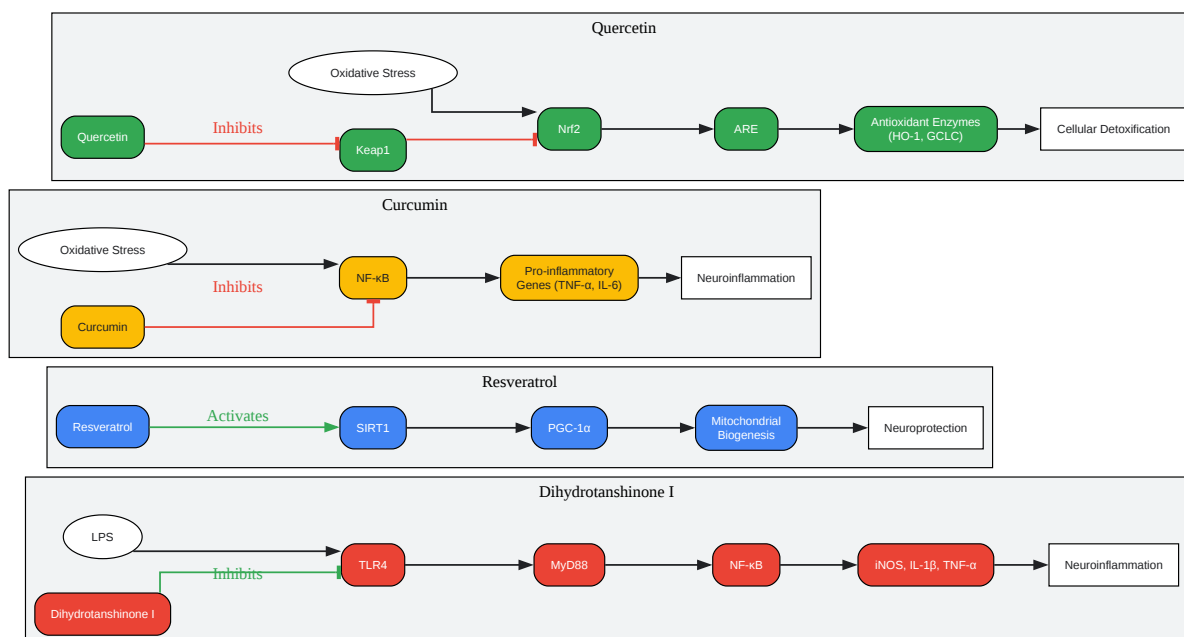 Quercetin
Oxidative Stress
Quercetin
Inhibits
Keap1
Nrf2
ARE
Antioxidant Enzymes
(HO-1, GCLC)
Cellular Detoxification
Curcumin
Oxidative Stress
Inhibits
Curcumin
NF-κB
Pro-inflammatory
Genes (TNF-α, IL-6)
Neuroinflammation
Resveratrol
Resveratrol
Activates
SIRT1
PGC-1α
Mitochondrial
Biogenesis
Neuroprotection
Dihydrotanshinone I
LPS
Inhibits
Dihydrotanshinone I
TLR4
MyD88
NF-κB
iNOS, IL-1β, TNF-α
Neuroinflammation